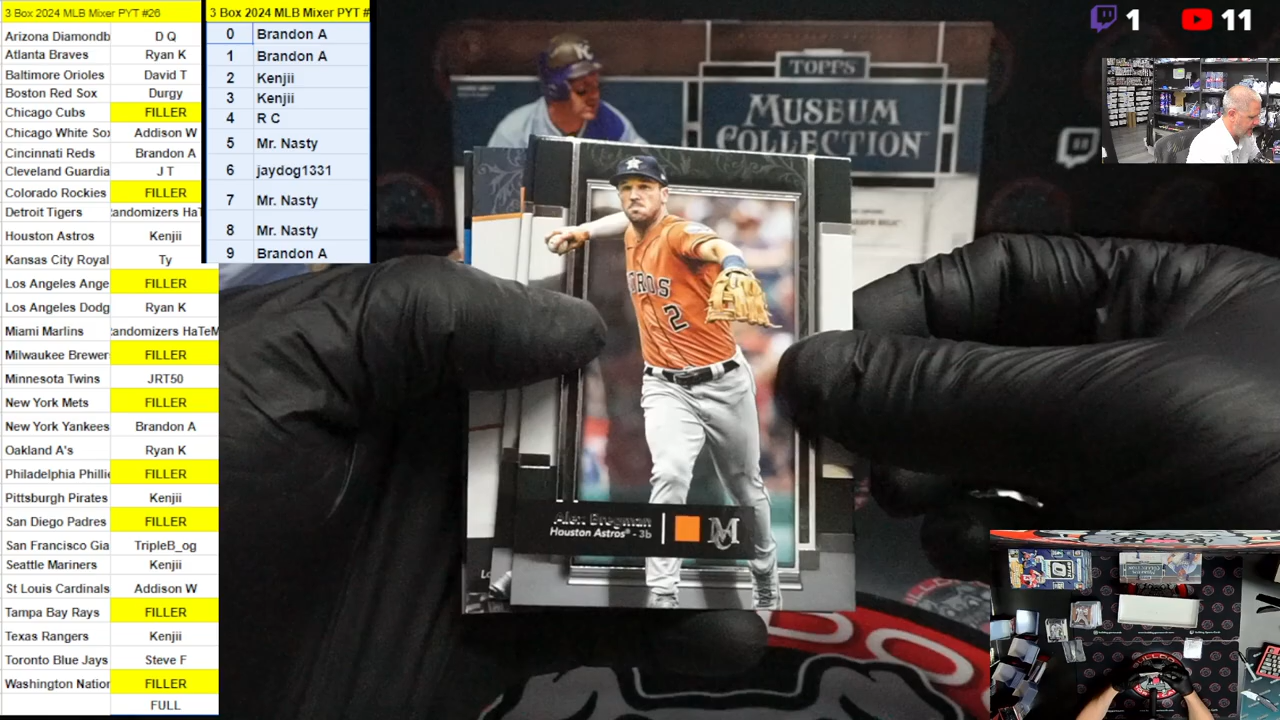 3 Box 2024 MLB Mixer PYT #26
Arizona Diamondb D Q
Atlanta Braves Ryan K
Baltimore Orioles David T
Boston Red Sox Durgy
Chicago Cubs FILLER
Chicago White Sox Addison W
Cincinnati Reds Brandon A
Cleveland Guardia J T
Colorado Rockies FILLER
Detroit Tigers Randomizers HaT
Houston Astros Kenjii
Kansas City Royal Ty
Los Angeles Ange FILLER
Los Angeles Dodg Ryan K
Miami Marlins Randomizers HaTeM
Milwaukee Brewer FILLER
Minnesota Twins JRT50
New York Mets FILLER
New York Yankees Brandon A
Oakland A's Ryan K
Philadelphia Phillie FILLER
Pittsburgh Pirates Kenjii
San Diego Padres FILLER
San Francisco Gia TripleB_og
Seattle Mariners Kenjii
St Louis Cardinals Addison W
Tampa Bay Rays FILLER
Texas Rangers Kenjii
Toronto Blue Jays Steve F
Washington Nation FILLER
FULL
3 Box 2024 MLB Mixer PYT #
0 Brandon A
1 Brandon A
2 Kenjii
3 Kenjii
4 R C
5 Mr. Nasty
6 jaydog1331
7 Mr. Nasty
8 Mr. Nasty
9 Brandon A
1 11
TOPPS
MUSEUM
COLLECTION
ASTROS
2
Alex Bregman
Houston Astros® - 3b
M